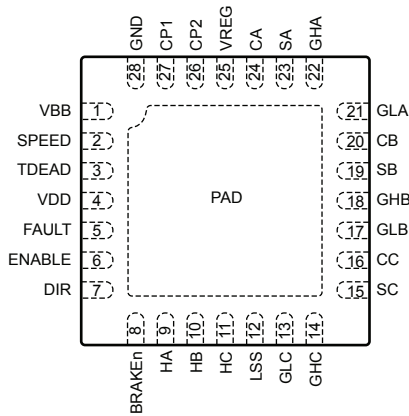 GND CP1 CP2 VREG CA SA GHA
28 27 26 25 24 23 22
VBB 1 21 GLA
SPEED 2 20 CB
TDEAD 3 19 SB
VDD 4 PAD 18 GHB
FAULT 5 17 GLB
ENABLE 6 16 CC
DIR 7 15 SC
8 9 10 11 12 13 14
BRAKEn HA HB HC LSS GLC GHC